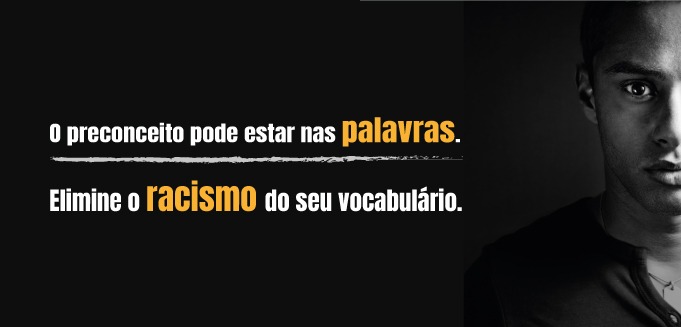 O preconceito pode estar nas palavras.
Elimine o racismo do seu vocabulário.